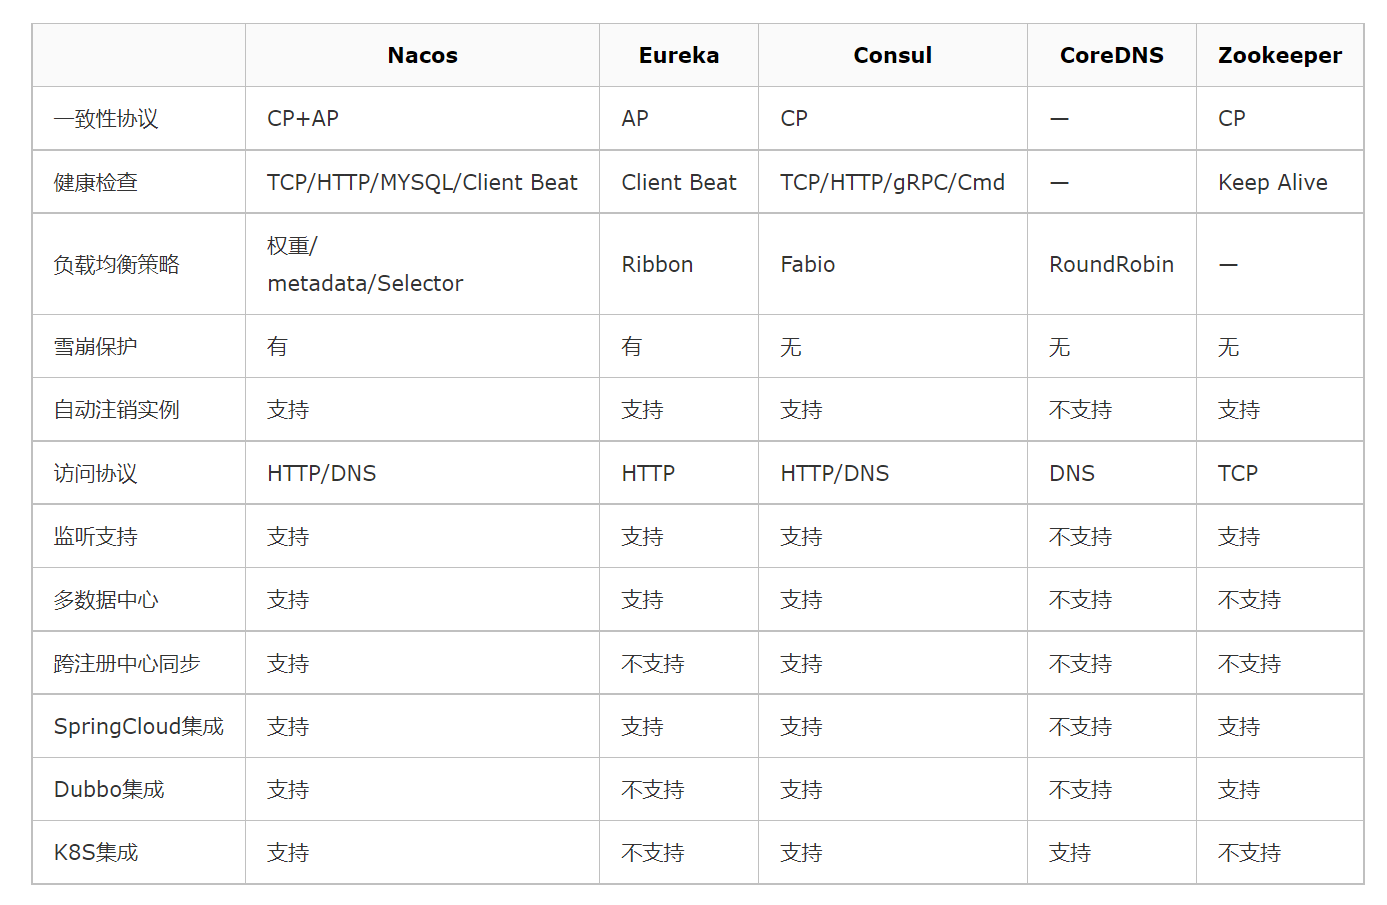 Nacos Eureka Consul CoreDNS Zookeeper
一致性协议 CP+AP AP CP — CP
健康检查 TCP/HTTP/MYSQL/Client Beat Client Beat TCP/HTTP/gRPC/Cmd — Keep Alive
负载均衡策略 权重/
metadata/Selector Ribbon Fabio RoundRobin —
雪崩保护 有 有 无 无 无
自动注销实例 支持 支持 支持 不支持 支持
访问协议 HTTP/DNS HTTP HTTP/DNS DNS TCP
监听支持 支持 支持 支持 不支持 支持
多数据中心 支持 支持 支持 不支持 不支持
跨注册中心同步 支持 不支持 支持 不支持 不支持
SpringCloud集成 支持 支持 支持 不支持 支持
Dubbo集成 支持 不支持 支持 不支持 支持
K8S集成 支持 不支持 支持 支持 不支持